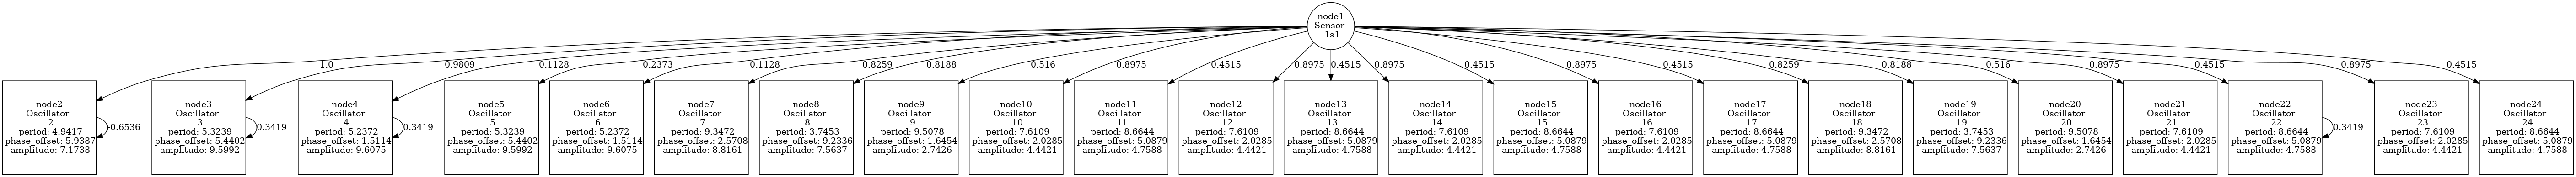 node1
Sensor
1s1
1.0
0.9809
-0.1128
-0.2373
-0.1128
-0.8259
-0.8188
0.516
0.8975
0.4515
0.8975
0.4515
0.8975
0.4515
0.8975
0.4515
-0.8259
-0.8188
0.516
0.8975
0.4515
0.8975
0.4515
node2
Oscillator
2
period: 4.9417
phase_offset: 5.9387
amplitude: 7.1738
-0.6536
node3
Oscillator
3
period: 5.3239
phase_offset: 5.4402
amplitude: 9.5992
0.3419
node4
Oscillator
4
period: 5.2372
phase_offset: 1.5114
amplitude: 9.6075
0.3419
node5
Oscillator
5
period: 5.3239
phase_offset: 5.4402
amplitude: 9.5992
node6
Oscillator
6
period: 5.2372
phase_offset: 1.5114
amplitude: 9.6075
node7
Oscillator
7
period: 9.3472
phase_offset: 2.5708
amplitude: 8.8161
node8
Oscillator
8
period: 3.7453
phase_offset: 9.2336
amplitude: 7.5637
node9
Oscillator
9
period: 9.5078
phase_offset: 1.6454
amplitude: 2.7426
node10
Oscillator
10
period: 7.6109
phase_offset: 2.0285
amplitude: 4.4421
node11
Oscillator
11
period: 8.6644
phase_offset: 5.0879
amplitude: 4.7588
node12
Oscillator
12
period: 7.6109
phase_offset: 2.0285
amplitude: 4.4421
node13
Oscillator
13
period: 8.6644
phase_offset: 5.0879
amplitude: 4.7588
node14
Oscillator
14
period: 7.6109
phase_offset: 2.0285
amplitude: 4.4421
node15
Oscillator
15
period: 8.6644
phase_offset: 5.0879
amplitude: 4.7588
node16
Oscillator
16
period: 7.6109
phase_offset: 2.0285
amplitude: 4.4421
node17
Oscillator
17
period: 8.6644
phase_offset: 5.0879
amplitude: 4.7588
node18
Oscillator
18
period: 9.3472
phase_offset: 2.5708
amplitude: 8.8161
node19
Oscillator
19
period: 3.7453
phase_offset: 9.2336
amplitude: 7.5637
node20
Oscillator
20
period: 9.5078
phase_offset: 1.6454
amplitude: 2.7426
node21
Oscillator
21
period: 7.6109
phase_offset: 2.0285
amplitude: 4.4421
node22
Oscillator
22
period: 8.6644
phase_offset: 5.0879
amplitude: 4.7588
0.3419
node23
Oscillator
23
period: 7.6109
phase_offset: 2.0285
amplitude: 4.4421
node24
Oscillator
24
period: 8.6644
phase_offset: 5.0879
amplitude: 4.7588